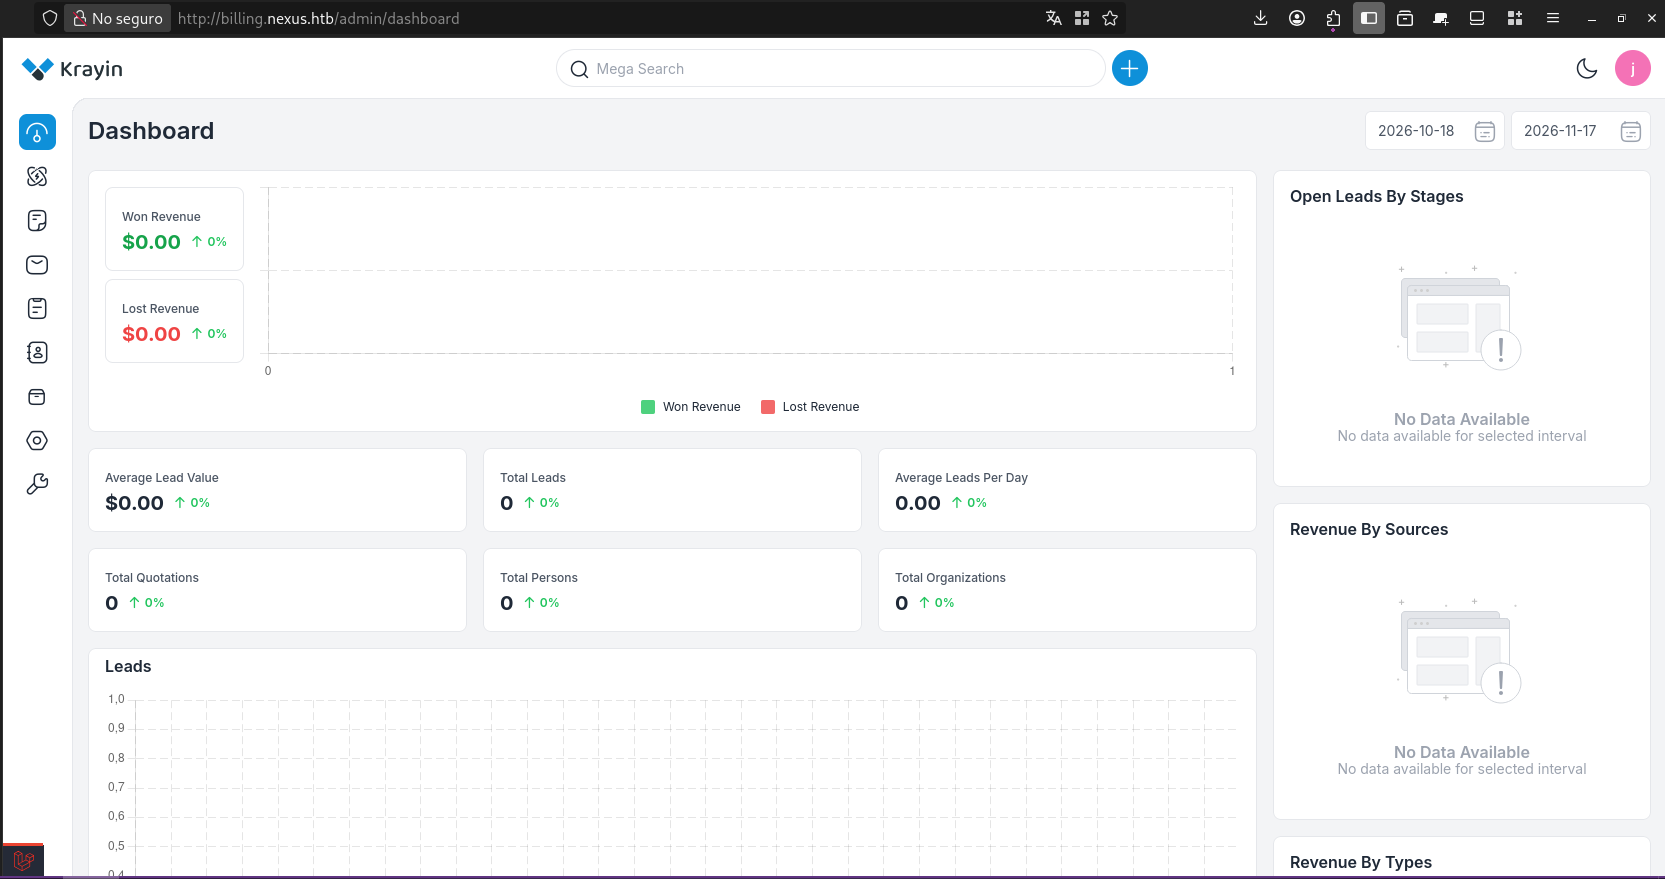 No seguro http://billing.nexus.htb/admin/dashboard
Krayin
Mega Search
j
Dashboard
2026-10-18
2026-11-17
Won Revenue
$0.00 ↑ 0%
Lost Revenue
$0.00 ↑ 0%
0
1
Won Revenue
Lost Revenue
Open Leads By Stages
No Data Available
No data available for selected interval
Average Lead Value
$0.00 ↑ 0%
Total Leads
0 ↑ 0%
Average Leads Per Day
0.00 ↑ 0%
Total Quotations
0 ↑ 0%
Total Persons
0 ↑ 0%
Total Organizations
0 ↑ 0%
Revenue By Sources
No Data Available
No data available for selected interval
Leads
1,0
0,9
0,8
0,7
0,6
0,5
0,4
Revenue By Types